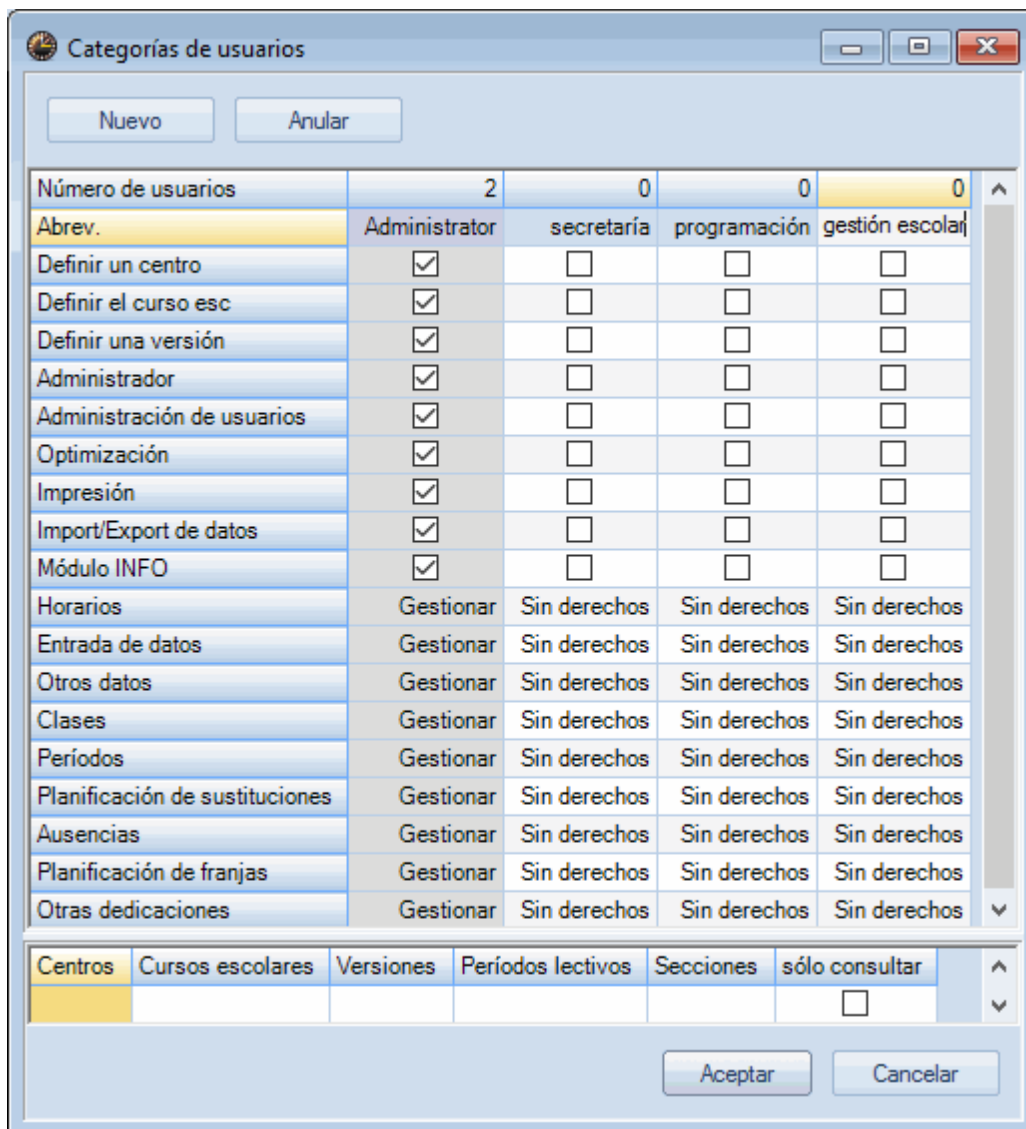 Categorías de usuarios
Nuevo Anular
Número de usuarios 2 0 0 0
Abrev. Administrator secretaría programación gestión escolar
Definir un centro
Definir el curso esc
Definir una versión
Administrador
Administración de usuarios
Optimización
Impresión
Import/Export de datos
Módulo INFO
Horarios Gestionar Sin derechos Sin derechos Sin derechos
Entrada de datos Gestionar Sin derechos Sin derechos Sin derechos
Otros datos Gestionar Sin derechos Sin derechos Sin derechos
Clases Gestionar Sin derechos Sin derechos Sin derechos
Períodos Gestionar Sin derechos Sin derechos Sin derechos
Planificación de sustituciones Gestionar Sin derechos Sin derechos Sin derechos
Ausencias Gestionar Sin derechos Sin derechos Sin derechos
Planificación de franjas Gestionar Sin derechos Sin derechos Sin derechos
Otras dedicaciones Gestionar Sin derechos Sin derechos Sin derechos
Centros Cursos escolares Versiones Períodos lectivos Secciones sólo consultar
Aceptar Cancelar